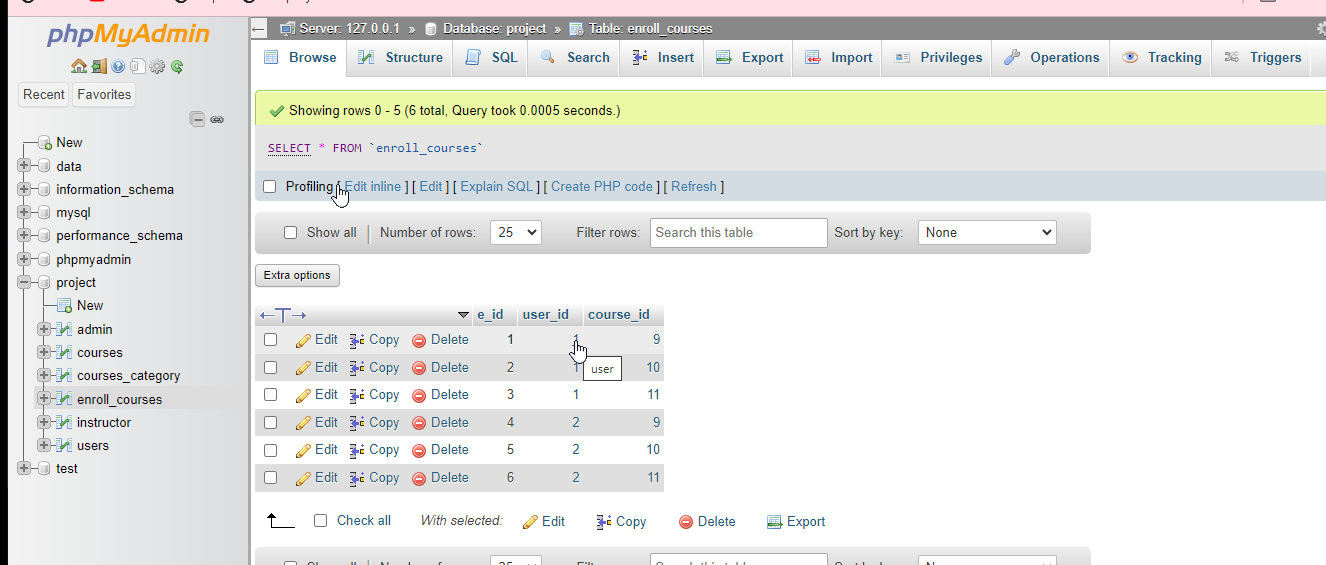 phpMyAdmin
Recent Favorites
New
data
information_schema
mysql
performance_schema
phpmyadmin
project
New
admin
courses
courses_category
enroll_courses
instructor
users
test
Server: 127.0.0.1 » Database: project » Table: enroll_courses
Browse Structure SQL Search Insert Export Import Privileges Operations Tracking Triggers
Showing rows 0 - 5 (6 total, Query took 0.0005 seconds.)
SELECT * FROM `enroll_courses`
Profiling [ Edit inline ] [ Edit ] [ Explain SQL ] [ Create PHP code ] [ Refresh ]
Show all Number of rows: 25 Filter rows: Search this table Sort by key: None
Extra options
e_id user_id course_id
Edit Copy Delete 1 1 9
Edit Copy Delete 2 1 10
user
Edit Copy Delete 3 1 11
Edit Copy Delete 4 2 9
Edit Copy Delete 5 2 10
Edit Copy Delete 6 2 11
Check all With selected: Edit Copy Delete Export